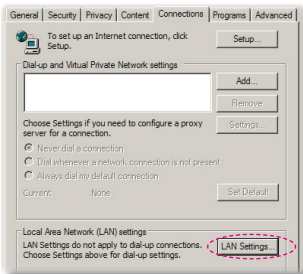 General Security Privacy Content Connections Programs Advanced
To set up an Internet connection, click Setup.
Setup...
Dial-up and Virtual Private Network settings
Add...
Remove
Choose Settings if you need to configure a proxy server for a connection.
Settings...
Never dial a connection
Dial whenever a network connection is not present
Always dial my default connection
Current None
Set Default
Local Area Network (LAN) settings
LAN Settings do not apply to dial-up connections. Choose Settings above for dial-up settings.
LAN Settings...